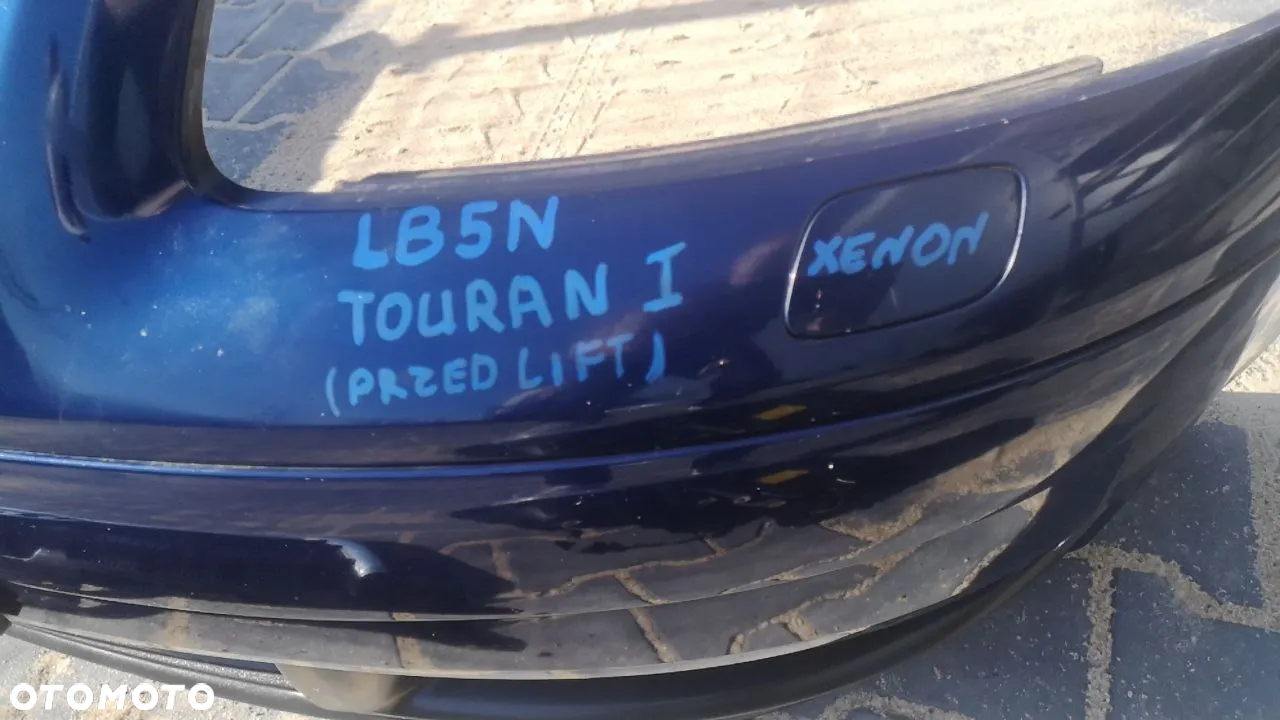 LB5N
TOURAN I
(PRZED LIFT)
XENON
OTOMOTO